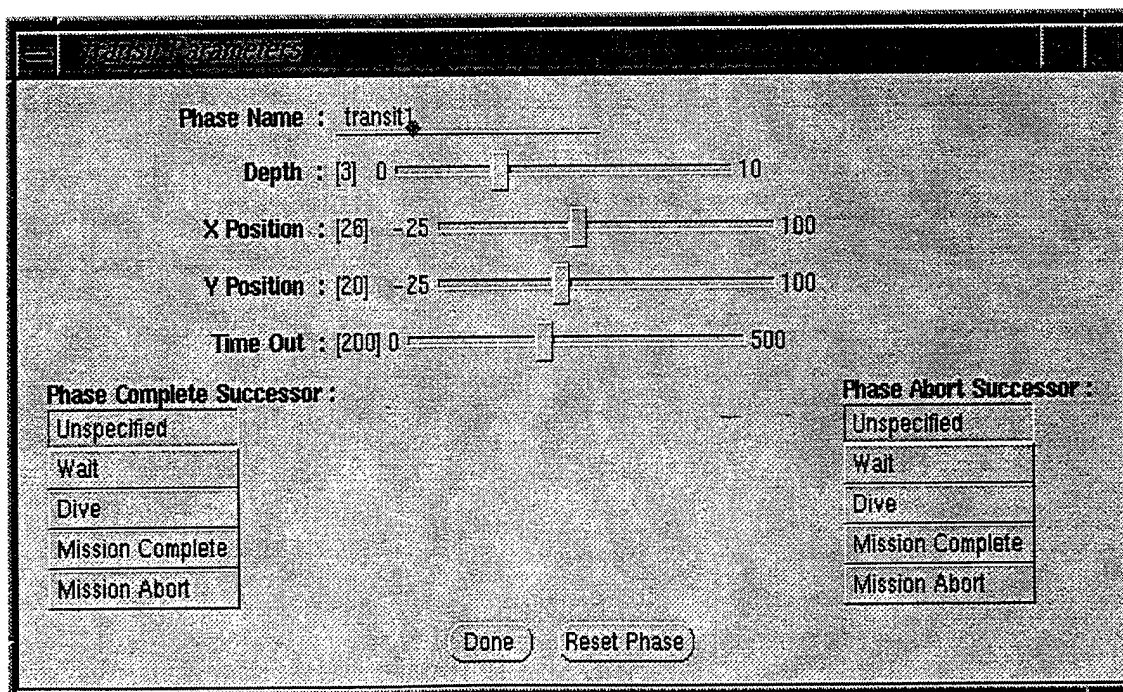 Transit Parameters
Phase Name : transit1
Depth : [3] 0 10
X Position : [26] -25 100
Y Position : [20] -25 100
Time Out : [200] 0 500
Phase Complete Successor :
Unspecified
Wait
Dive
Mission Complete
Mission Abort
Phase Abort Successor :
Unspecified
Wait
Dive
Mission Complete
Mission Abort
Done Reset Phase